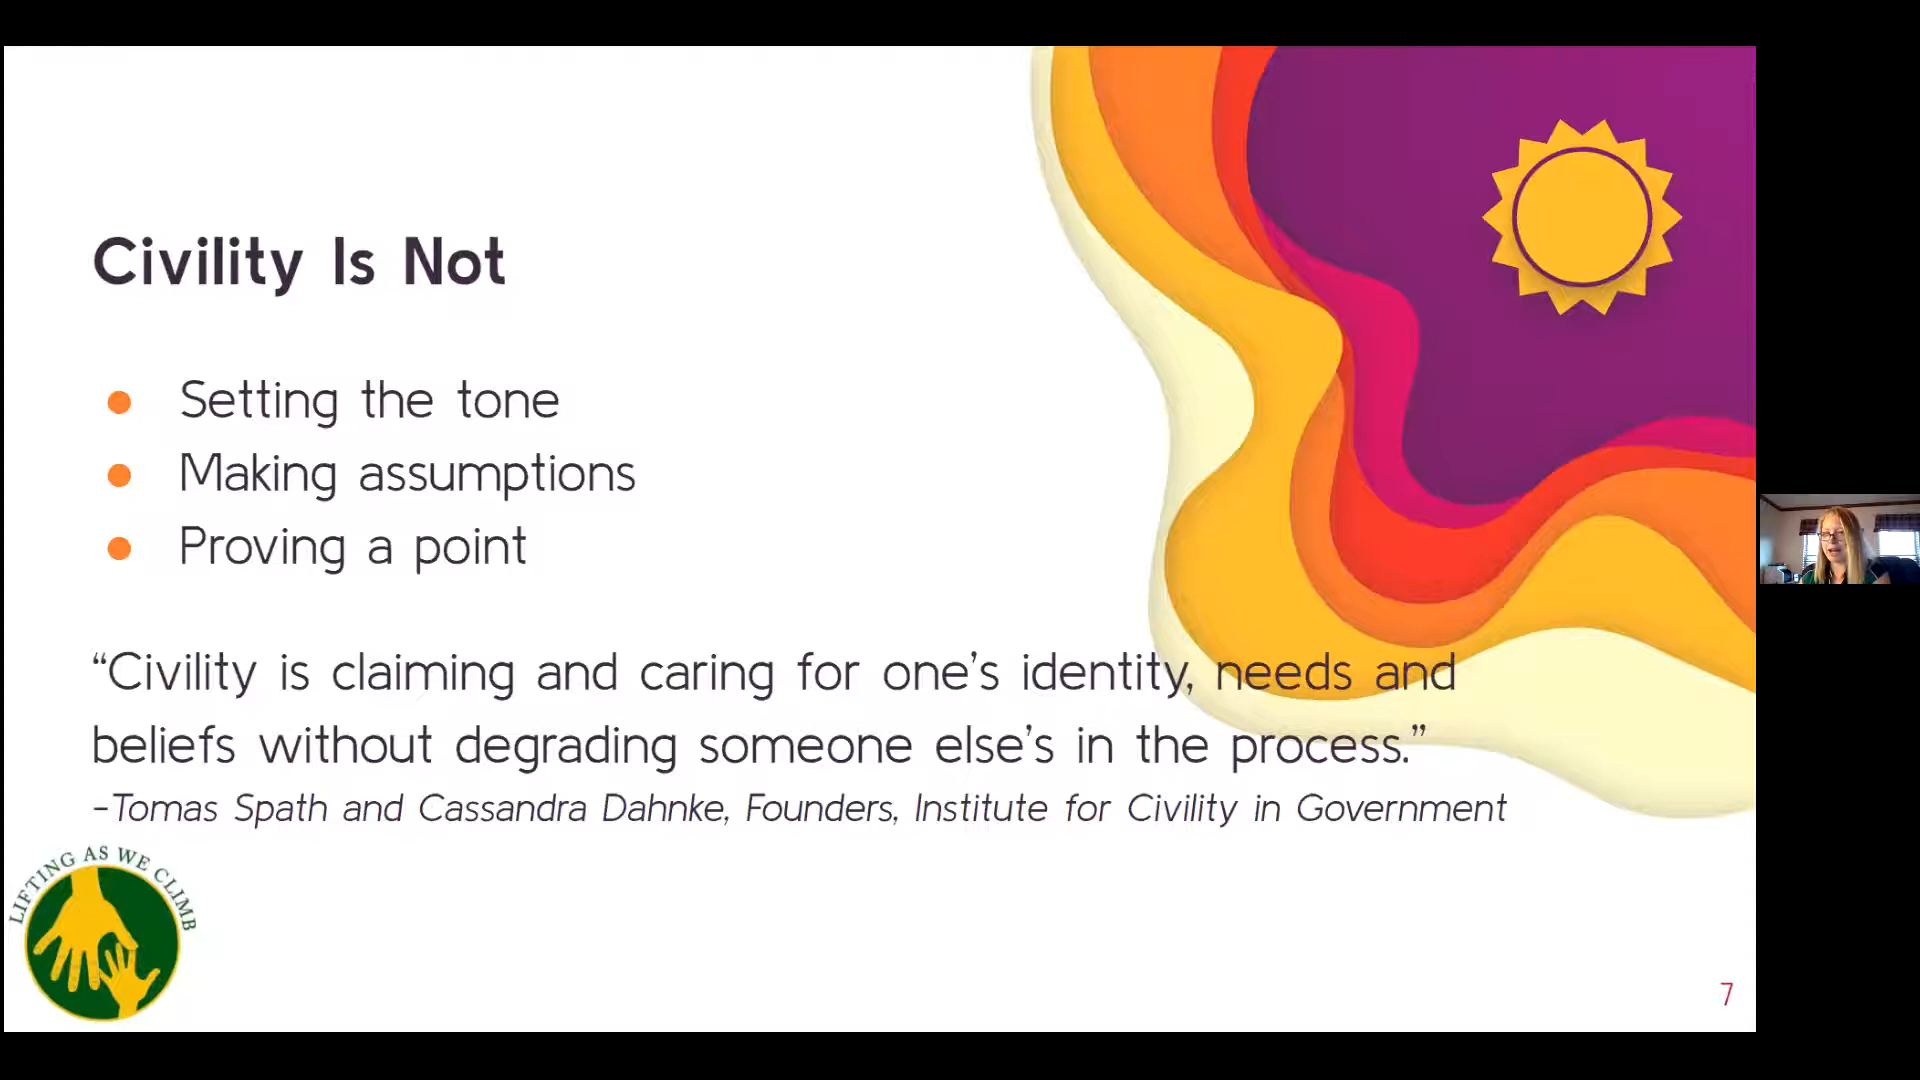 Civility Is Not
● Setting the tone
● Making assumptions
● Proving a point
“Civility is claiming and caring for one’s identity, needs and
beliefs without degrading someone else’s in the process.”
-Tomas Spath and Cassandra Dahnke, Founders, Institute for Civility in Government
LIFTING AS WE CLIMB
7